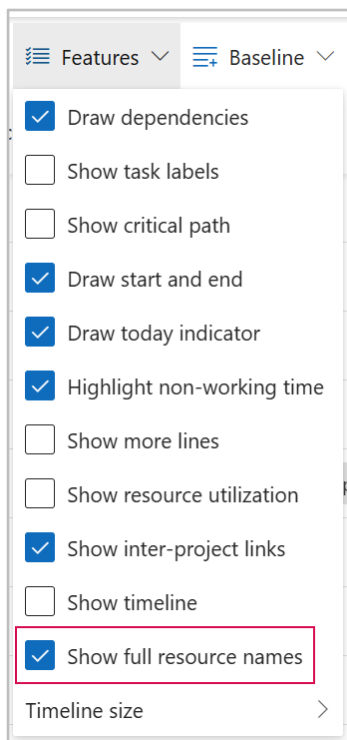 Features Baseline
Draw dependencies
Show task labels
Show critical path
Draw start and end
Draw today indicator
Highlight non-working time
Show more lines
Show resource utilization
Show inter-project links
Show timeline
Show full resource names
Timeline size